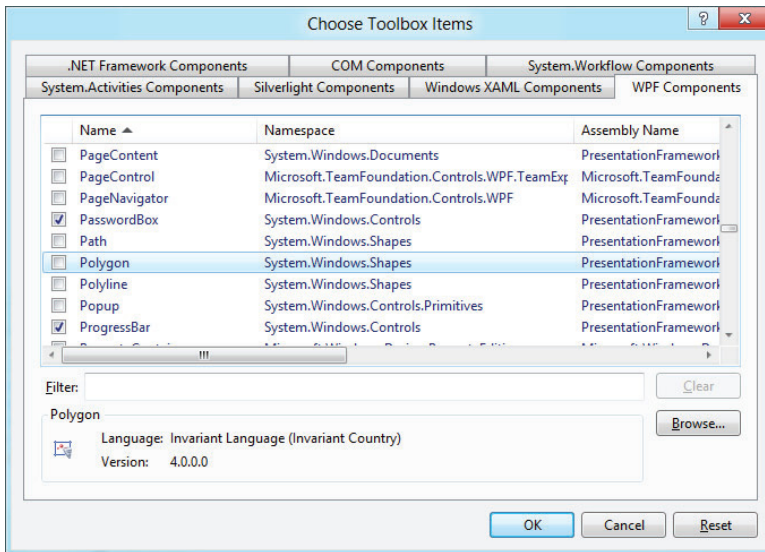 Choose Toolbox Items
?
X
.NET Framework Components COM Components System.Workflow Components
System.Activities Components Silverlight Components Windows XAML Components WPF Components
Name Namespace Assembly Name
PageContent System.Windows.Documents PresentationFramework
PageControl Microsoft.TeamFoundation.Controls.WPF.TeamExp Microsoft.TeamFounda
PageNavigator Microsoft.TeamFoundation.Controls.WPF Microsoft.TeamFounda
PasswordBox System.Windows.Controls PresentationFramework
Path System.Windows.Shapes PresentationFramework
Polygon System.Windows.Shapes PresentationFramework
Polyline System.Windows.Shapes PresentationFramework
Popup System.Windows.Controls.Primitives PresentationFramework
ProgressBar System.Windows.Controls PresentationFramework
Filter: Clear
Polygon
Browse...
Language: Invariant Language (Invariant Country)
Version: 4.0.0.0
OK Cancel Reset